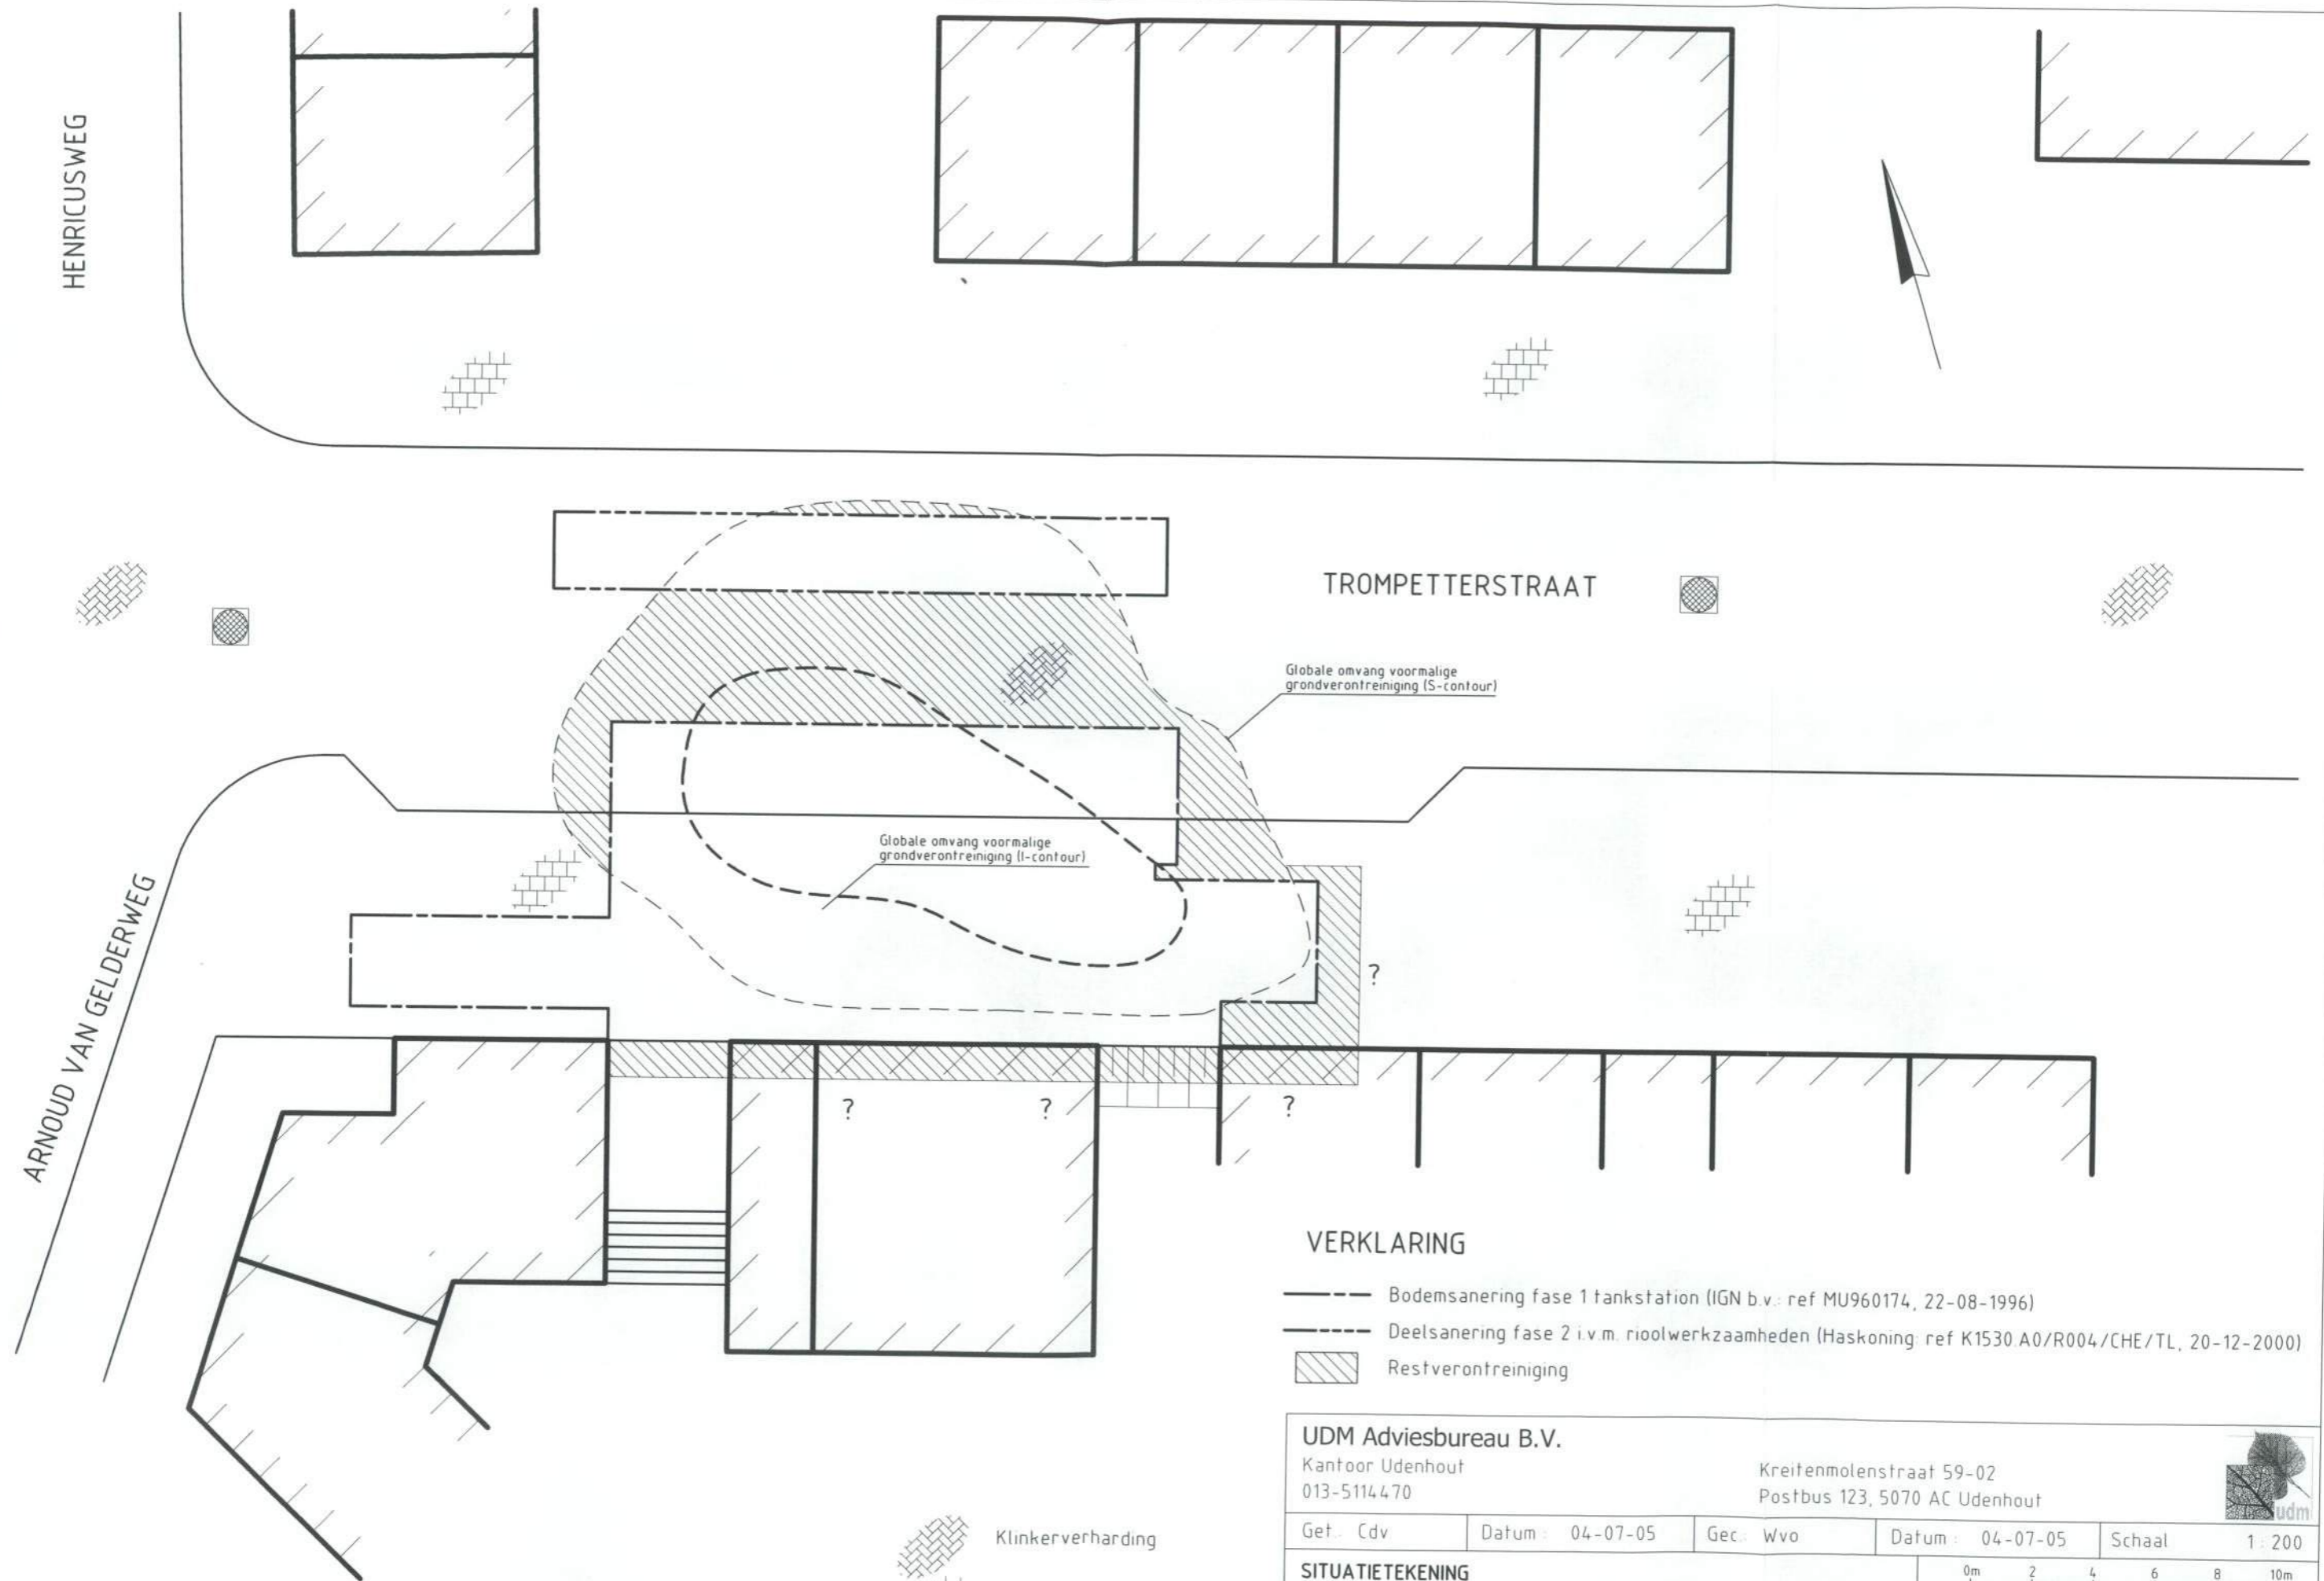 HENRICUSWEG
TROMPETTERSTRAAT
Globale omvang voormalige
grondverontreiniging (S-contour)
Globale omvang voormalige
grondverontreiniging (I-contour)
ARNOUD VAN GELDERWEG
?
?
?
?
VERKLARING
Bodemsanering fase 1 tankstation (IGN b.v.: ref MU960174, 22-08-1996)
Deelsanering fase 2 i.v.m. rioolwerkzaamheden (Haskoning: ref K1530.A0/R004/CHE/TL, 20-12-2000)
Restverontreiniging
UDM Adviesbureau B.V.
Kantoor Udenhout
013-5114470
Kreitenmolenstraat 59-02
Postbus 123, 5070 AC Udenhout
udm
Get.: Cdv Datum : 04-07-05 Gec.: Wvo Datum : 04-07-05 Schaal 1 : 200
SITUATIETEKENING
0m 2 4 6 8 10m
Klinkerverharding